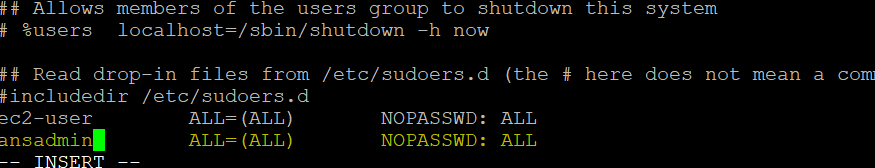 ## Allows members of the users group to shutdown this system
# %users  localhost=/sbin/shutdown -h now
## Read drop-in files from /etc/sudoers.d (the # here does not mean a com
#includedir /etc/sudoers.d
ec2-user        ALL=(ALL)       NOPASSWD: ALL
ansadmin        ALL=(ALL)       NOPASSWD: ALL
-- INSERT --